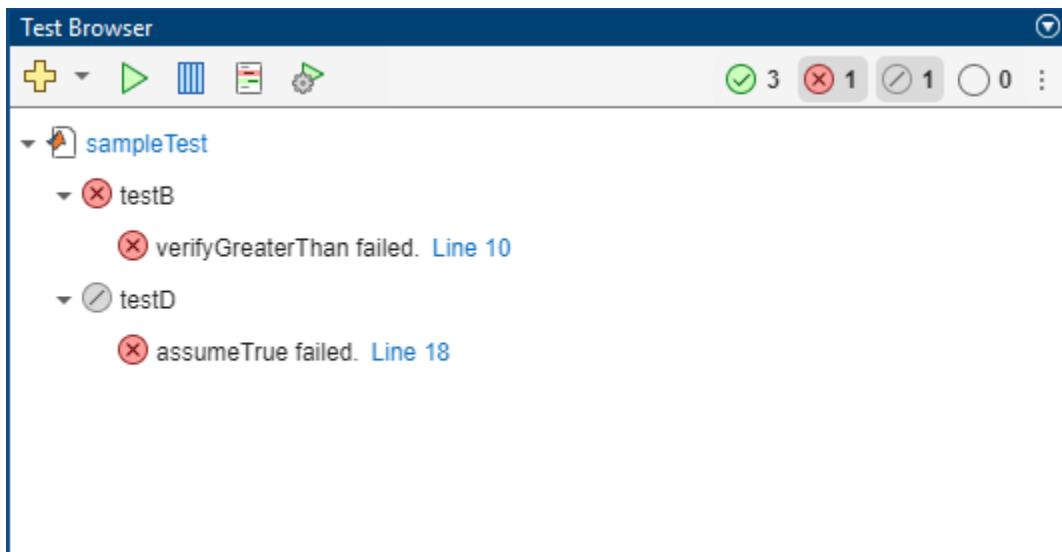 Test Browser
3 1 1 0
sampleTest
testB
verifyGreaterThan failed. Line 10
testD
assumeTrue failed. Line 18